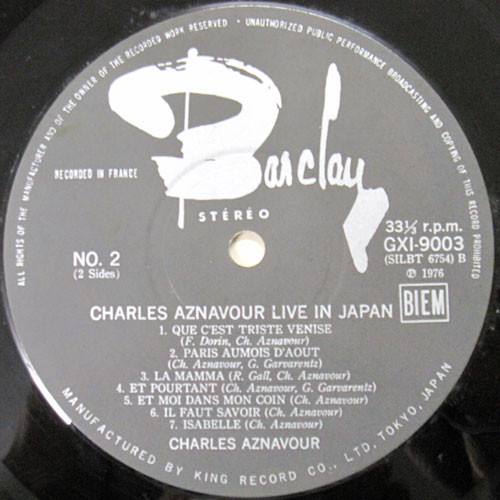 ALL RIGHTS OF THE MANUFACTURER AND OF THE OWNER OF THE RECORDED WORK RESERVED · UNAUTHORIZED PUBLIC PERFORMANCE BROADCASTING AND COPYING OF THIS RECORD PROHIBITED
Barclay
RECORDED IN FRANCE
STÉRÉO
33⅓ r.p.m.
GXI-9003
(SILBT 6754) B
℗ 1976
NO. 2
(2 Sides)
BIEM
CHARLES AZNAVOUR LIVE IN JAPAN
1. QUE C'EST TRISTE VENISE
(F. Dorin, Ch. Aznavour)
2. PARIS AUMOIS D'AOUT
(Ch. Aznavour, G. Garvarentz)
3. LA MAMMA (R. Gall, Ch. Aznavour)
4. ET POURTANT (Ch. Aznavour, G. Garvarentz)
5. ET MOI DANS MON COIN (Ch. Aznavour)
6. IL FAUT SAVOIR (Ch. Aznavour)
7. ISABELLE (Ch. Aznavour)
CHARLES AZNAVOUR
MANUFACTURED BY KING RECORD CO., LTD. TOKYO, JAPAN